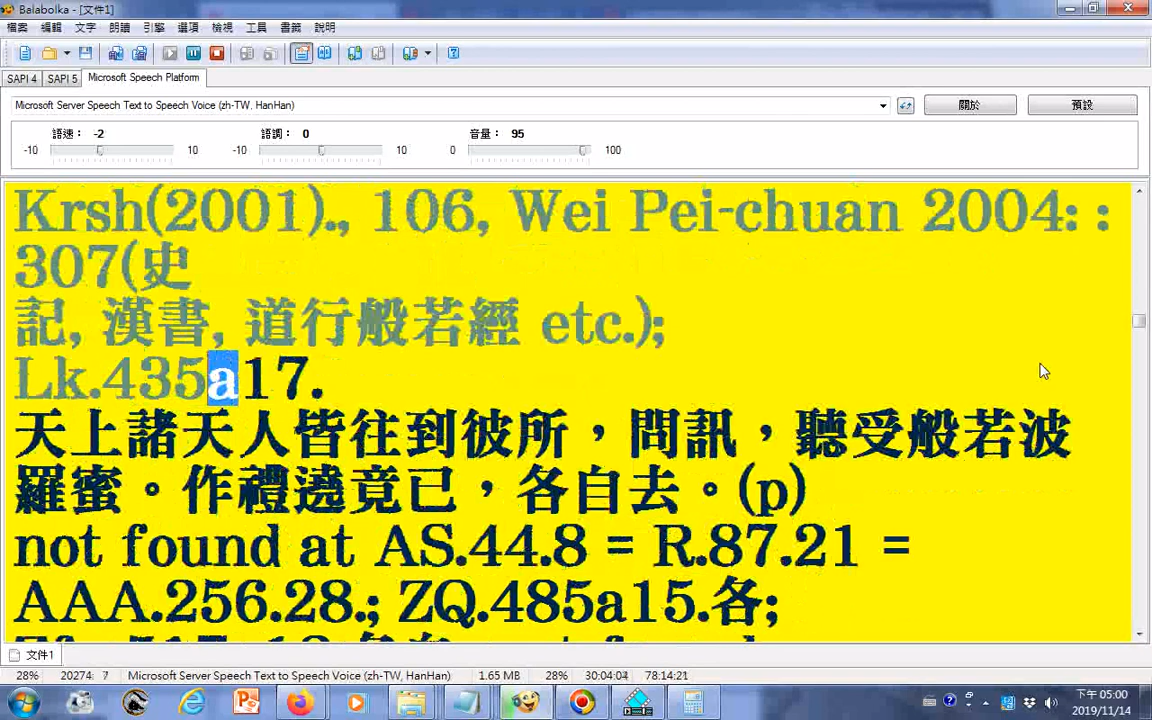 Balabolka - [文件1]
檔案 編輯 文字 朗讀 引擎 選項 檢視 工具 書籤 說明
SAPI 4 SAPI 5 Microsoft Speech Platform
Microsoft Server Speech Text to Speech Voice (zh-TW, HanHan) 關於 預設
語速： -2 語調： 0 音量： 95
-10 10 -10 10 0 100
Krsh(2001)., 106, Wei Pei-chuan 2004: :
307(史
記, 漢書, 道行般若經 etc.);
Lk.435a17.
天上諸天人皆往到彼所，問訊，聽受般若波
羅蜜。作禮遶竟已，各自去。(p)
not found at AS.44.8 = R.87.21 =
AAA.256.28.; ZQ.485a15.各;
文件1
28% 20274: 7 Microsoft Server Speech Text to Speech Voice (zh-TW, HanHan) 1.65 MB 28% 30:04:04 78:14:21
下午 05:00
2019/11/14